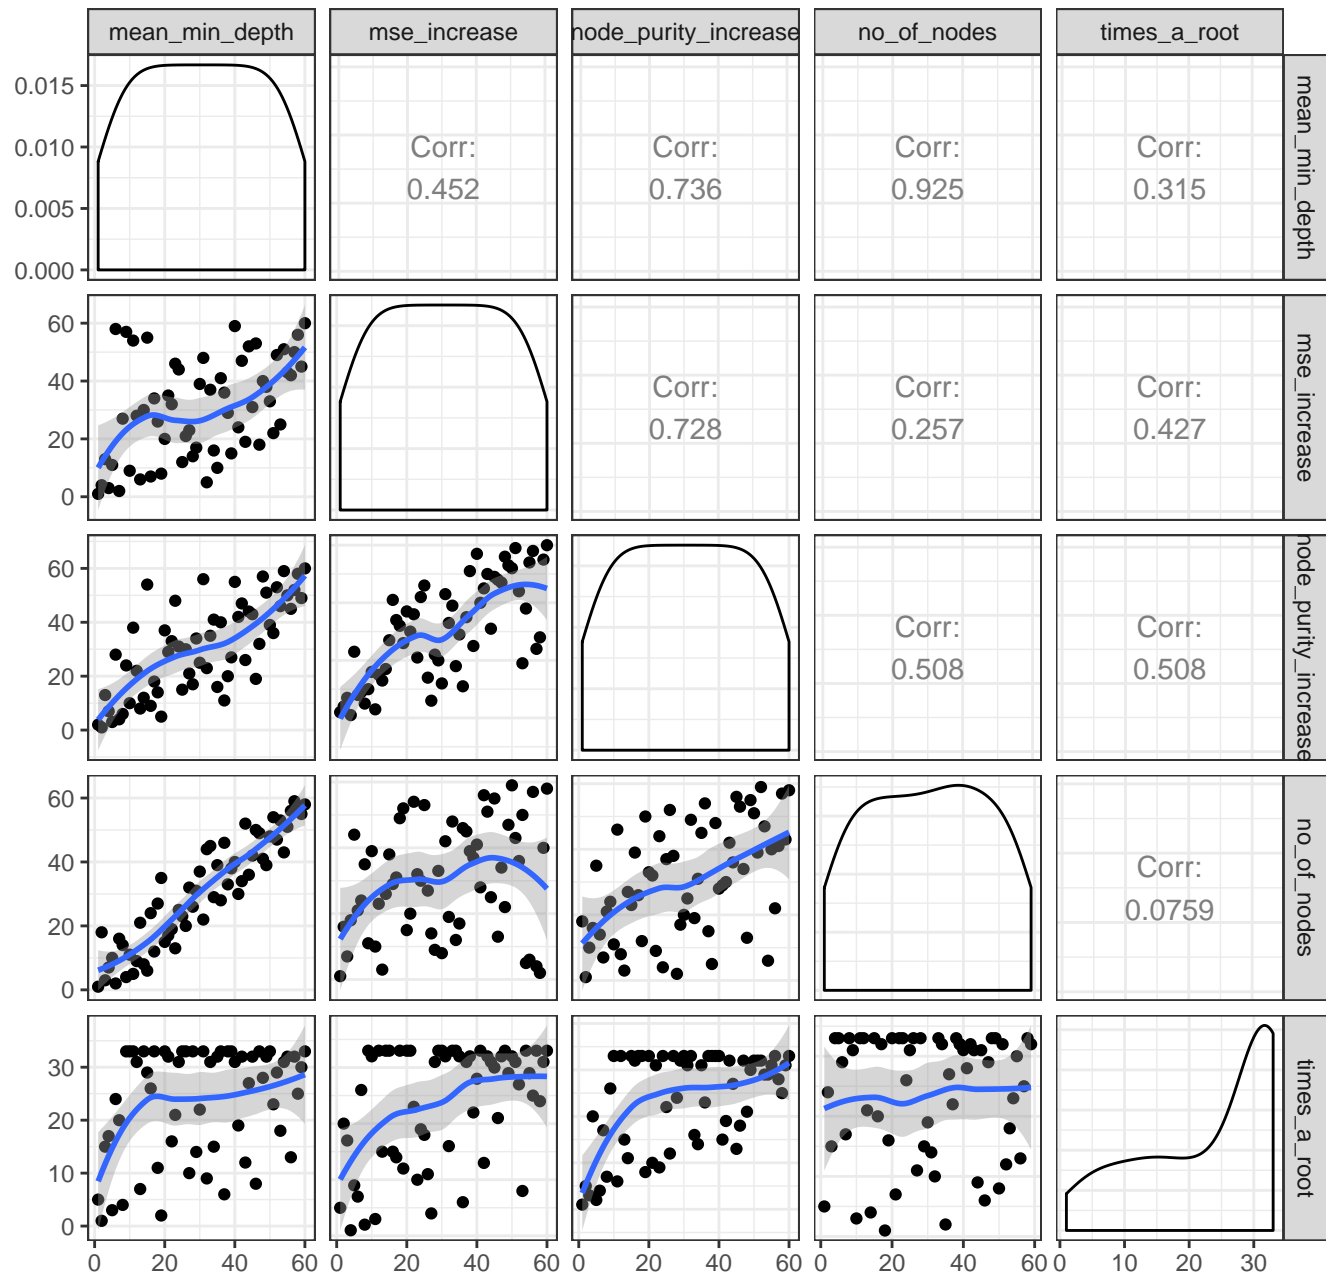 mean_min_depth mse_increase node_purity_increase no_of_nodes times_a_root
0.015
0.010
0.005
0.000
Corr:
0.452
Corr:
0.736
Corr:
0.925
Corr:
0.315
mean_min_depth
60
40
20
0
Corr:
0.728
Corr:
0.257
Corr:
0.427
mse_increase
60
40
20
0
Corr:
0.508
Corr:
0.508
node_purity_increase
60
40
20
0
Corr:
0.0759
no_of_nodes
30
20
10
0
times_a_root
0 20 40 60 0 20 40 60 0 20 40 60 0 20 40 60 0 10 20 30